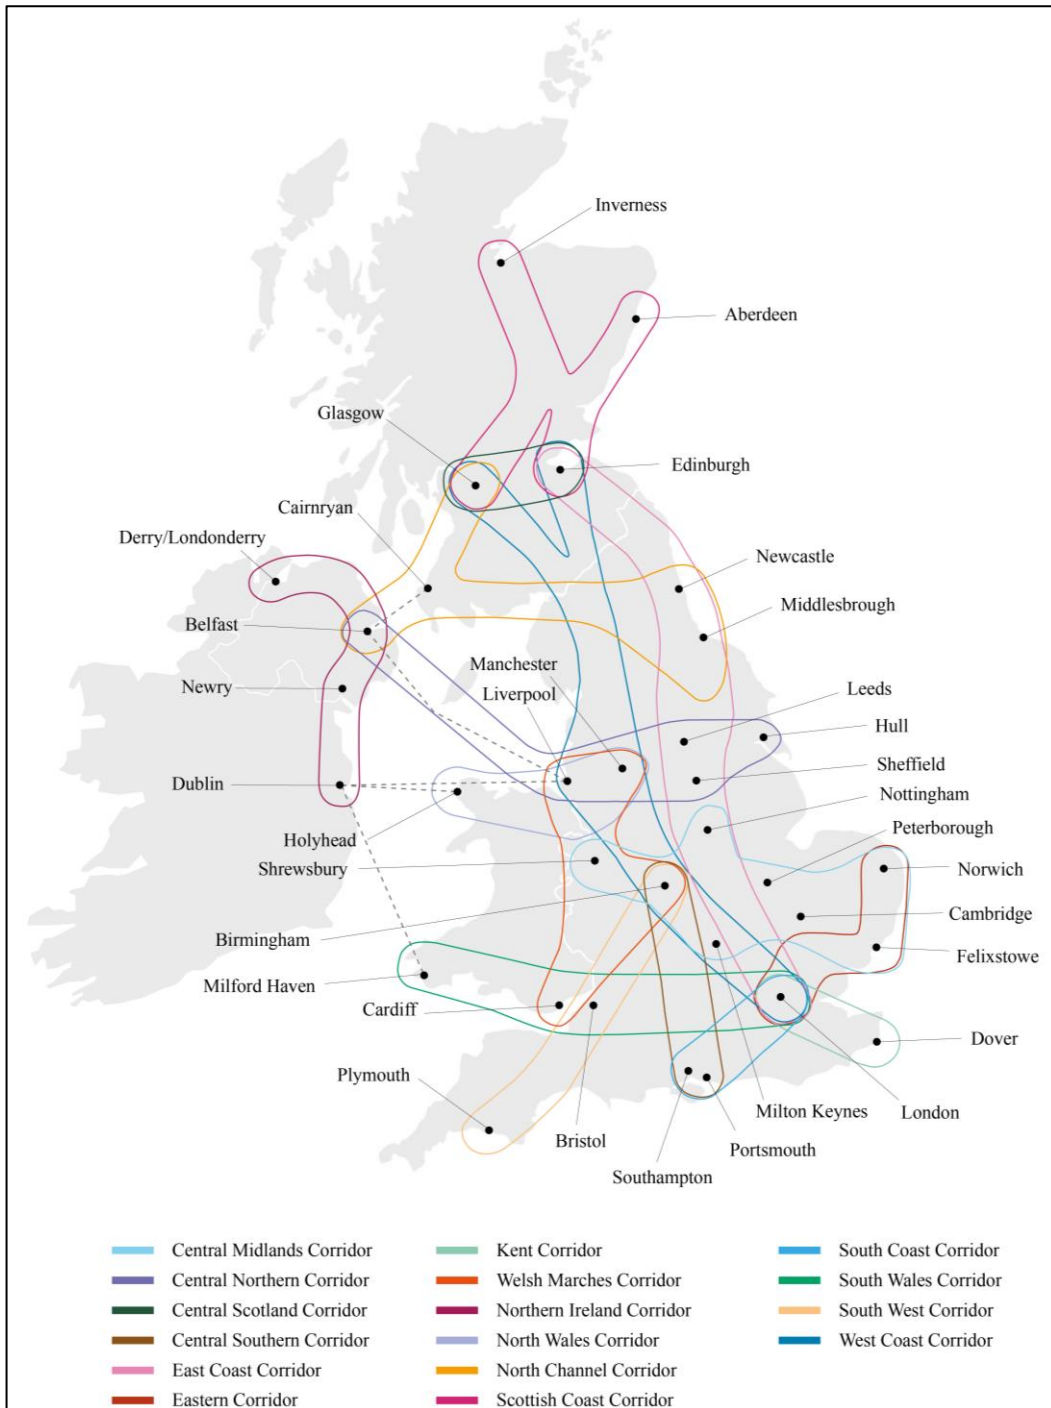 Inverness
Aberdeen
Glasgow
Edinburgh
Cairnryan
Derry/Londonderry
Newcastle
Middlesbrough
Belfast
Manchester
Liverpool
Newry
Leeds
Hull
Sheffield
Dublin
Nottingham
Holyhead
Peterborough
Shrewsbury
Norwich
Cambridge
Birmingham
Felixstowe
Milford Haven
Cardiff
Dover
Plymouth
Milton Keynes
London
Bristol
Portsmouth
Southampton
Central Midlands Corridor
Central Northern Corridor
Central Scotland Corridor
Central Southern Corridor
East Coast Corridor
Eastern Corridor
Kent Corridor
Welsh Marches Corridor
Northern Ireland Corridor
North Wales Corridor
North Channel Corridor
Scottish Coast Corridor
South Coast Corridor
South Wales Corridor
South West Corridor
West Coast Corridor